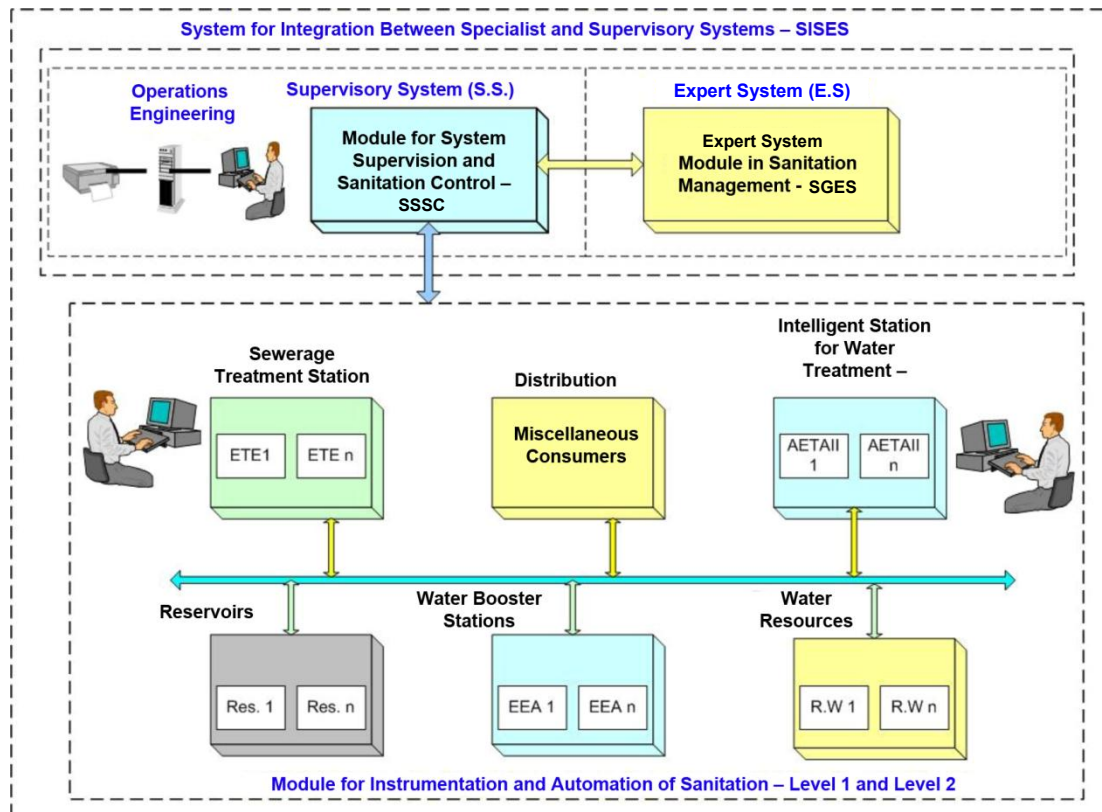 System for Integration Between Specialist and Supervisory Systems – SISES
Operations
Engineering
Supervisory System (S.S.)
Module for System
Supervision and
Sanitation Control –
SSSC
Expert System (E.S)
Expert System
Module in Sanitation
Management - SGES
Sewerage
Treatment Station
ETE1
ETE n
Distribution
Miscellaneous
Consumers
Intelligent Station
for Water
Treatment –
AETAII
1
AETAII
n
Reservoirs
Res. 1
Res. n
Water Booster
Stations
EEA 1
EEA n
Water
Resources
R.W 1
R.W n
Module for Instrumentation and Automation of Sanitation – Level 1 and Level 2